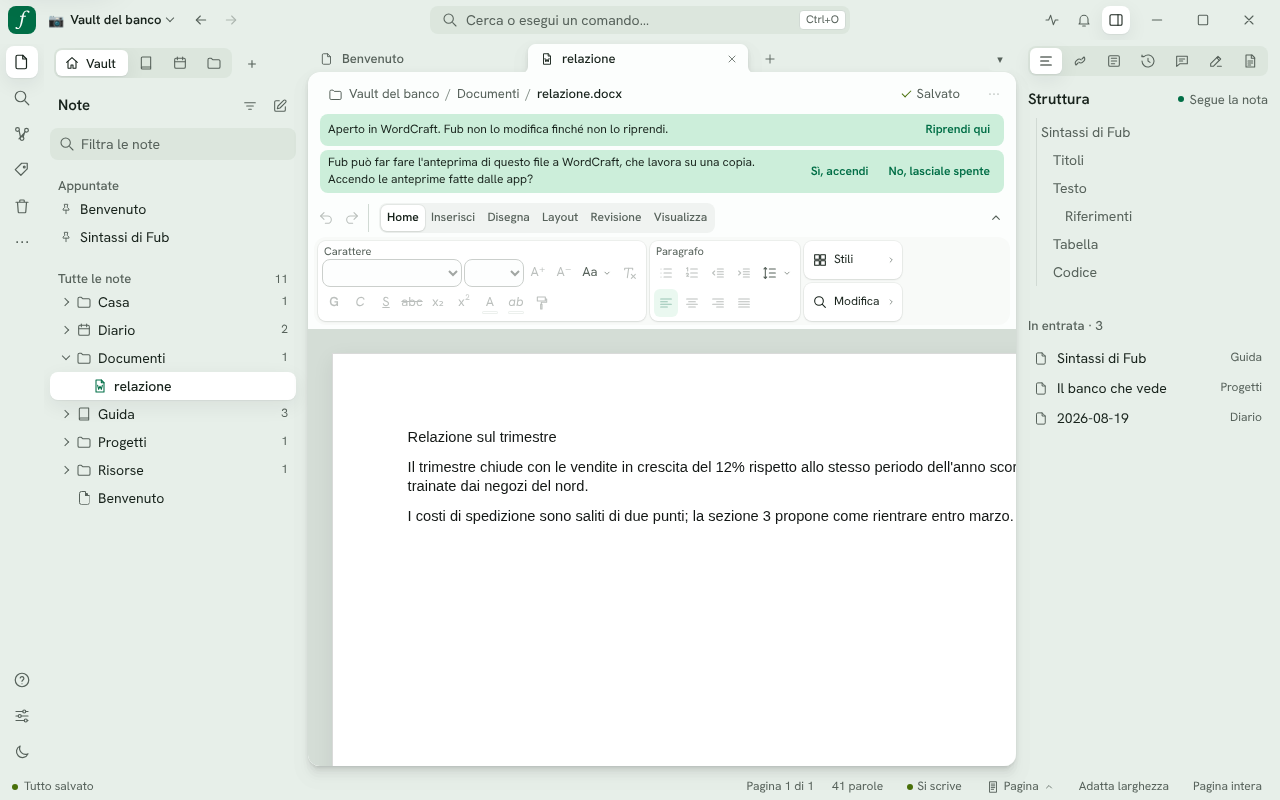 Vault del banco
Cerca o esegui un comando...
Ctrl+O
Vault
Note
Filtra le note
Appuntate
Benvenuto
Sintassi di Fub
Tutte le note 11
Casa 1
Diario 2
Documenti 1
relazione
Guida 3
Progetti 1
Risorse 1
Benvenuto
Benvenuto
relazione
Vault del banco / Documenti / relazione.docx
Salvato
Aperto in WordCraft. Fub non lo modifica finché non lo riprendi.
Riprendi qui
Fub può far fare l'anteprima di questo file a WordCraft, che lavora su una copia.
Accendo le anteprime fatte dalle app?
Sì, accendi
No, lasciale spente
Home Inserisci Disegna Layout Revisione Visualizza
Carattere
A+ A− Aa Tx
G C S abc x₂ x² A ab
Paragrafo
Stili
Modifica
Relazione sul trimestre
Il trimestre chiude con le vendite in crescita del 12% rispetto allo stesso periodo dell'anno scor
trainate dai negozi del nord.
I costi di spedizione sono saliti di due punti; la sezione 3 propone come rientrare entro marzo.
Struttura
Segue la nota
Sintassi di Fub
Titoli
Testo
Riferimenti
Tabella
Codice
In entrata · 3
Sintassi di Fub Guida
Il banco che vede Progetti
2026-08-19 Diario
Tutto salvato
Pagina 1 di 1
41 parole
Si scrive
Pagina
Adatta larghezza
Pagina intera